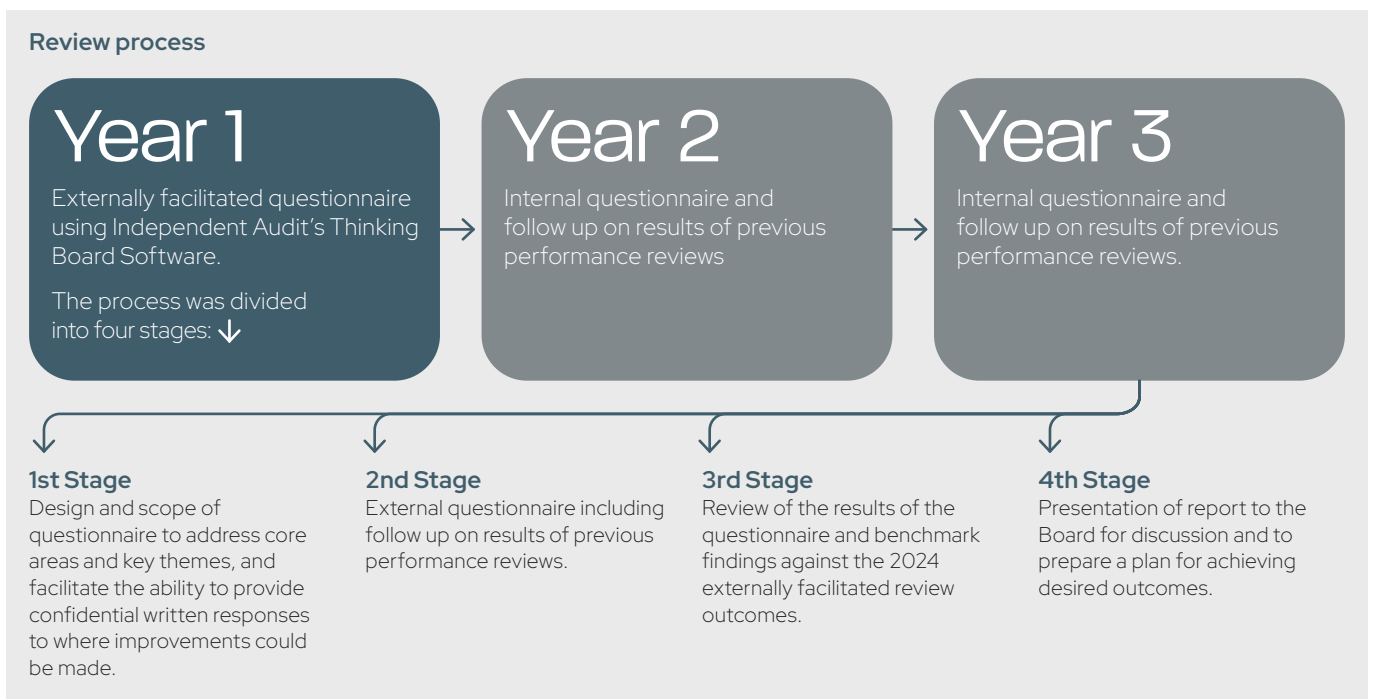 Review process
Year 1
Externally facilitated questionnaire
using Independent Audit's Thinking
Board Software.
The process was divided
into four stages:
Year 2
Internal questionnaire and
follow up on results of previous
performance reviews
Year 3
Internal questionnaire and
follow up on results of previous
performance reviews.
1st Stage
Design and scope of
questionnaire to address core
areas and key themes, and
facilitate the ability to provide
confidential written responses
to where improvements could
be made.
2nd Stage
External questionnaire including
follow up on results of previous
performance reviews.
3rd Stage
Review of the results of the
questionnaire and benchmark
findings against the 2024
externally facilitated review
outcomes.
4th Stage
Presentation of report to the
Board for discussion and to
prepare a plan for achieving
desired outcomes.